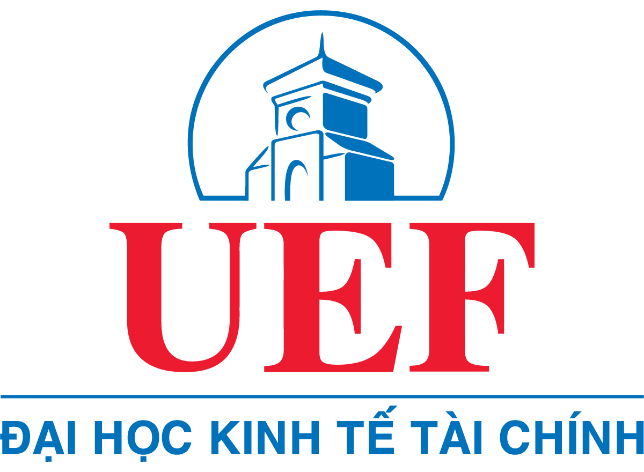 UEF
ĐẠI HỌC KINH TẾ TÀI CHÍNH